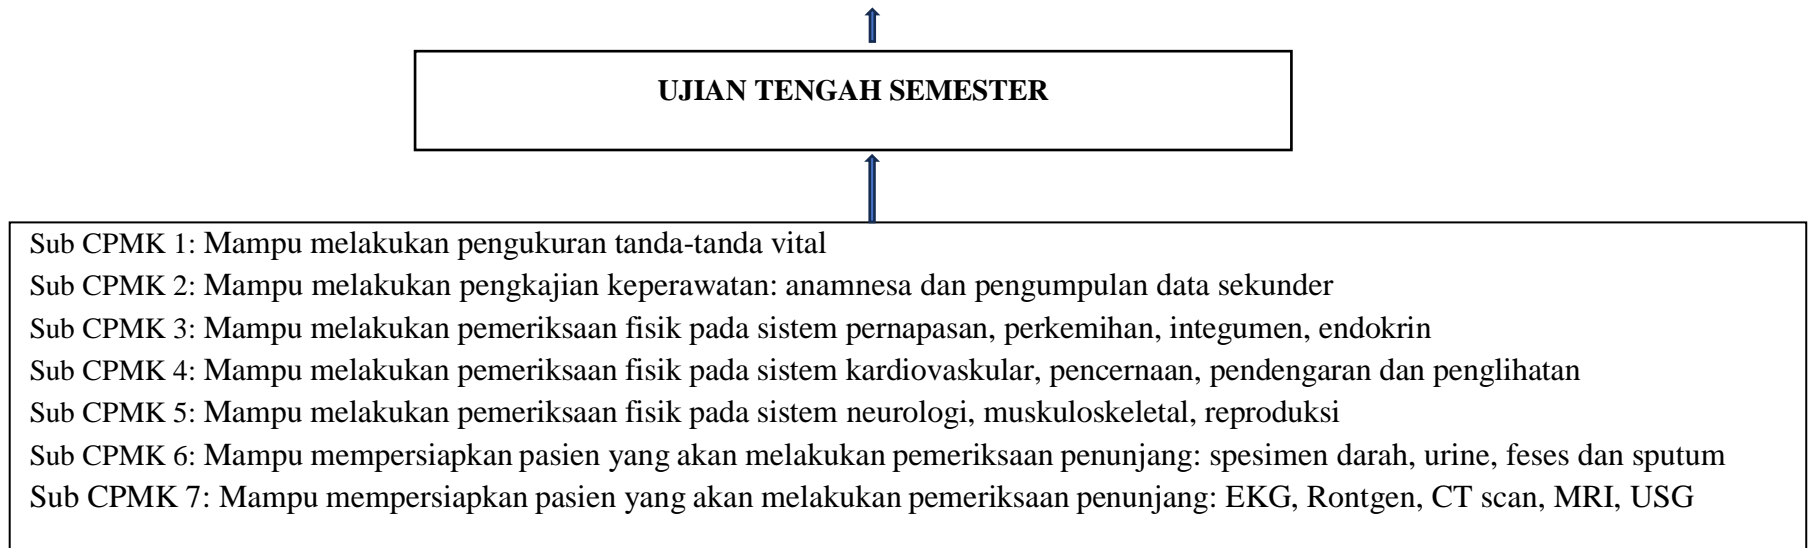 UJIAN TENGAH SEMESTER
Sub CPMK 1: Mampu melakukan pengukuran tanda-tanda vital
Sub CPMK 2: Mampu melakukan pengkajian keperawatan: anamnesa dan pengumpulan data sekunder
Sub CPMK 3: Mampu melakukan pemeriksaan fisik pada sistem pernapasan, perkemihan, integumen, endokrin
Sub CPMK 4: Mampu melakukan pemeriksaan fisik pada sistem kardiovaskular, pencernaan, pendengaran dan penglihatan
Sub CPMK 5: Mampu melakukan pemeriksaan fisik pada sistem neurologi, muskuloskeletal, reproduksi
Sub CPMK 6: Mampu mempersiapkan pasien yang akan melakukan pemeriksaan penunjang: spesimen darah, urine, feses dan sputum
Sub CPMK 7: Mampu mempersiapkan pasien yang akan melakukan pemeriksaan penunjang: EKG, Rontgen, CT scan, MRI, USG